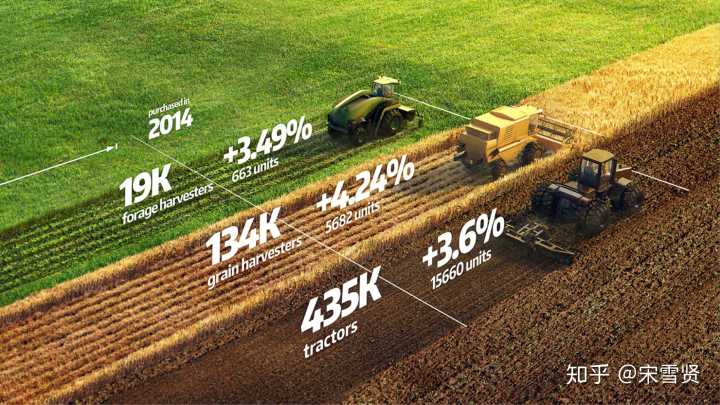 purchased in
2014
19K
forage harvesters
+3.49%
663 units
134K
grain harvesters
+4.24%
5682 units
435K
tractors
+3.6%
15660 units
知乎 @宋雪贤